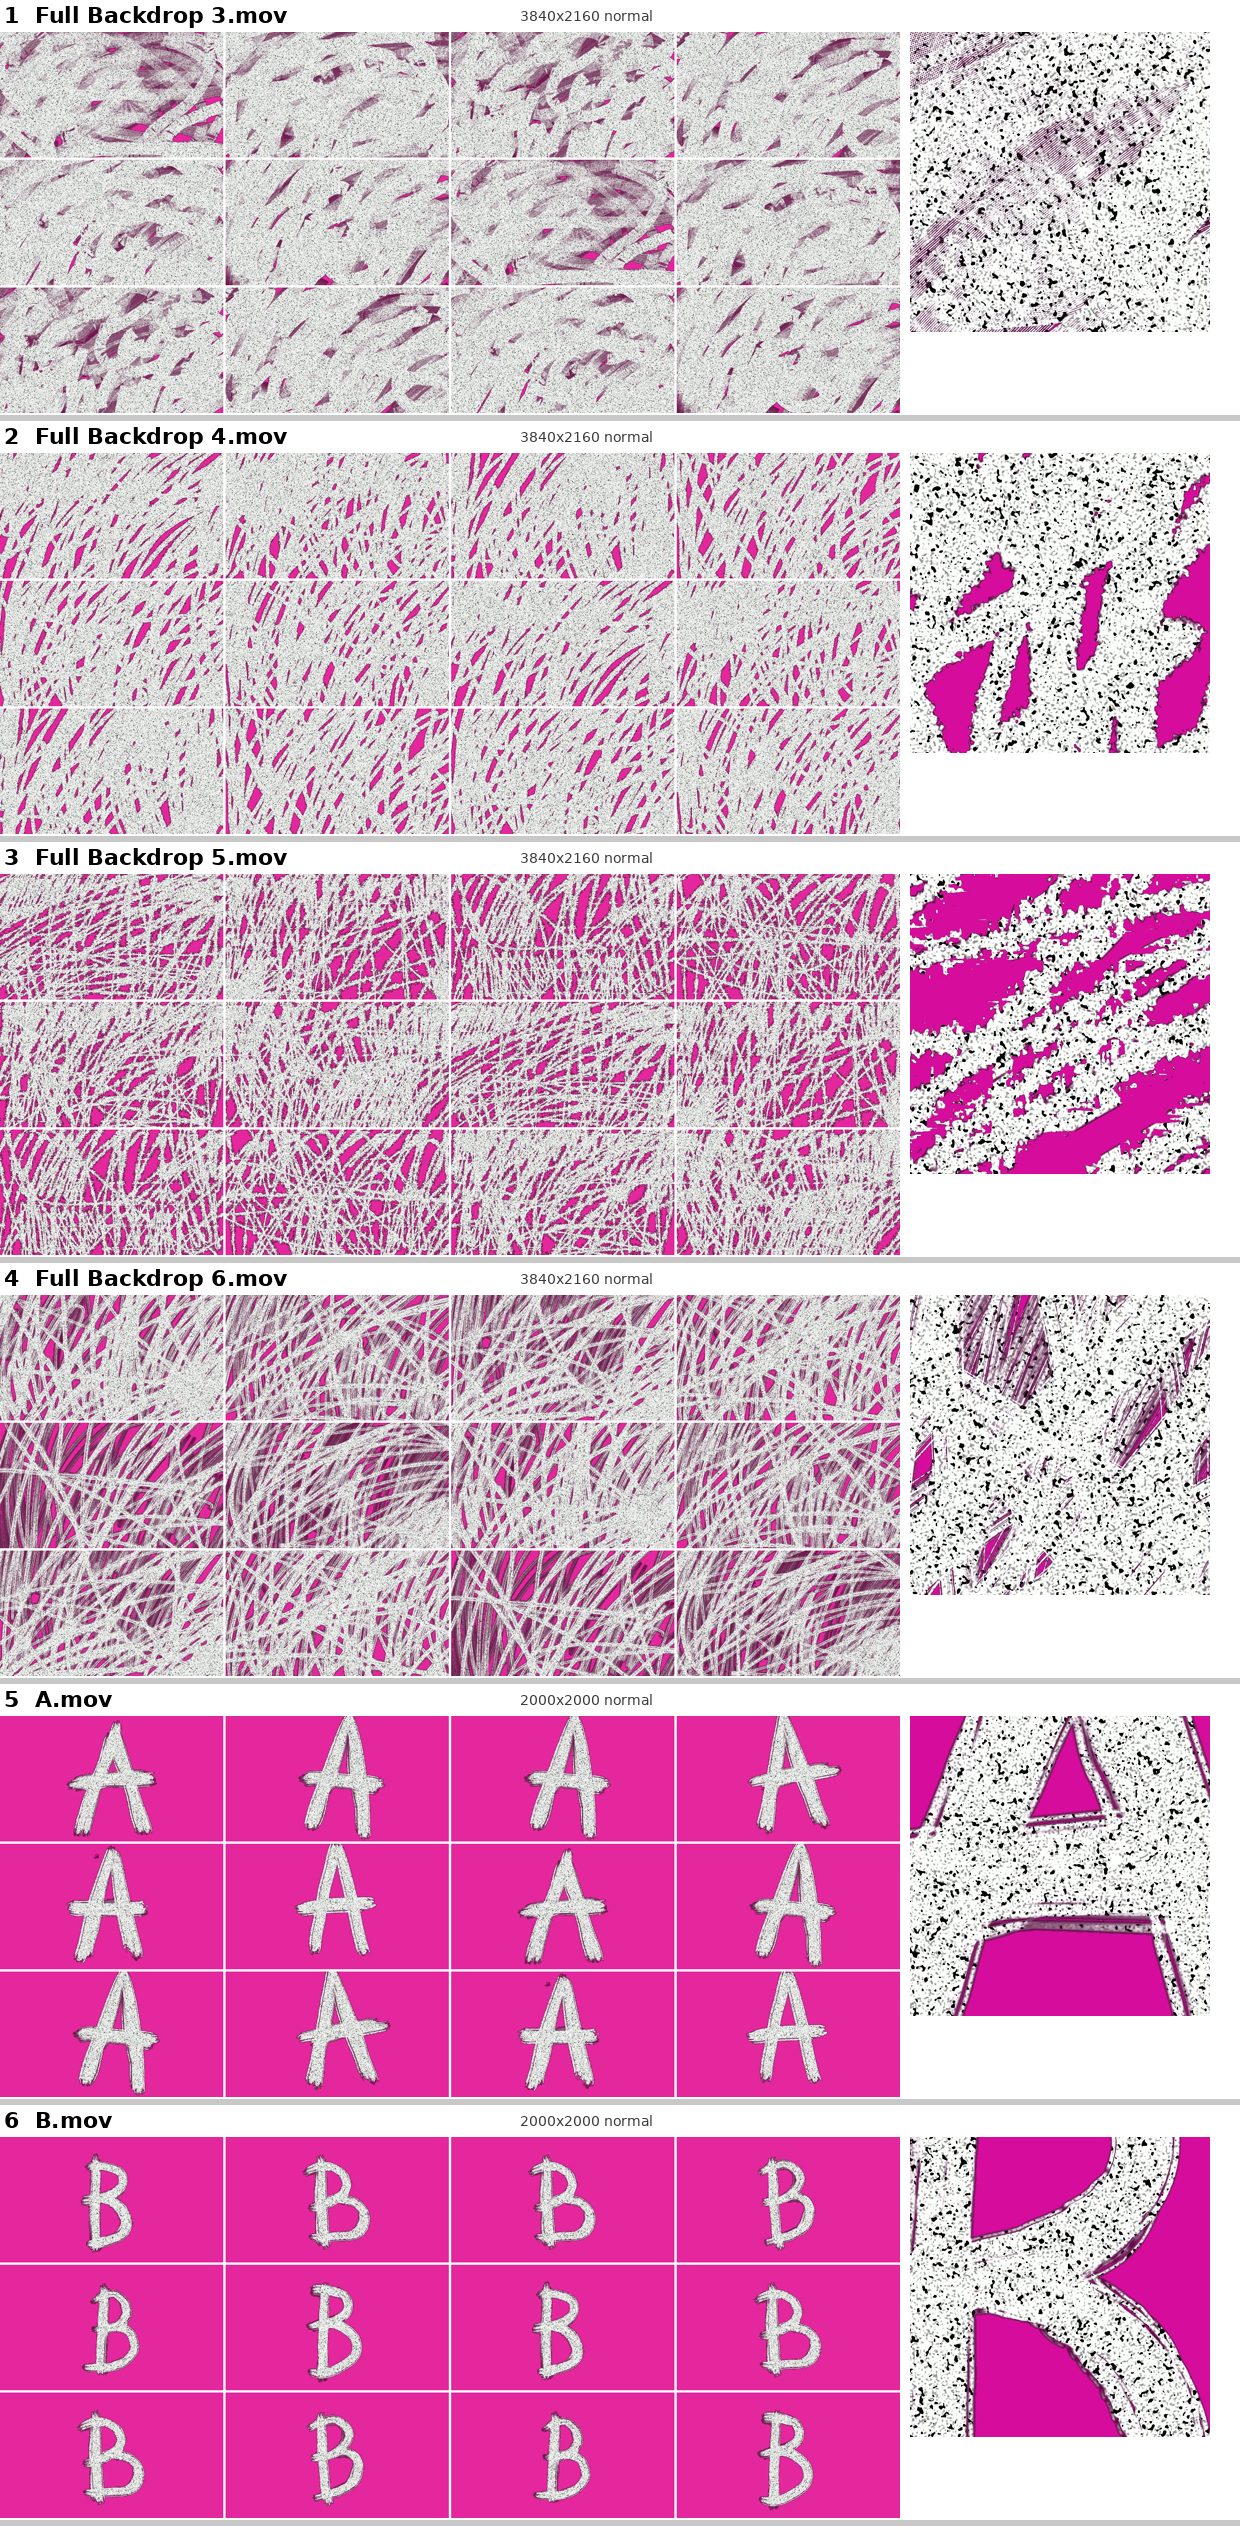 1 Full Backdrop 3.mov 3840x2160 normal
2 Full Backdrop 4.mov 3840x2160 normal
3 Full Backdrop 5.mov 3840x2160 normal
4 Full Backdrop 6.mov 3840x2160 normal
5 A.mov 2000x2000 normal
A A A A
A A A A
A A A A
6 B.mov 2000x2000 normal
B B B B
B B B B
B B B B